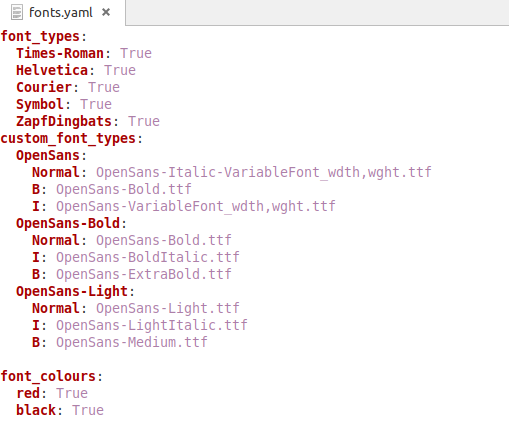 fonts.yaml
font_types:
  Times-Roman: True
  Helvetica: True
  Courier: True
  Symbol: True
  ZapfDingbats: True
custom_font_types:
  OpenSans:
    Normal: OpenSans-Italic-VariableFont_wdth,wght.ttf
    B: OpenSans-Bold.ttf
    I: OpenSans-VariableFont_wdth,wght.ttf
  OpenSans-Bold:
    Normal: OpenSans-Bold.ttf
    I: OpenSans-BoldItalic.ttf
    B: OpenSans-ExtraBold.ttf
  OpenSans-Light:
    Normal: OpenSans-Light.ttf
    I: OpenSans-LightItalic.ttf
    B: OpenSans-Medium.ttf

font_colours:
  red: True
  black: True